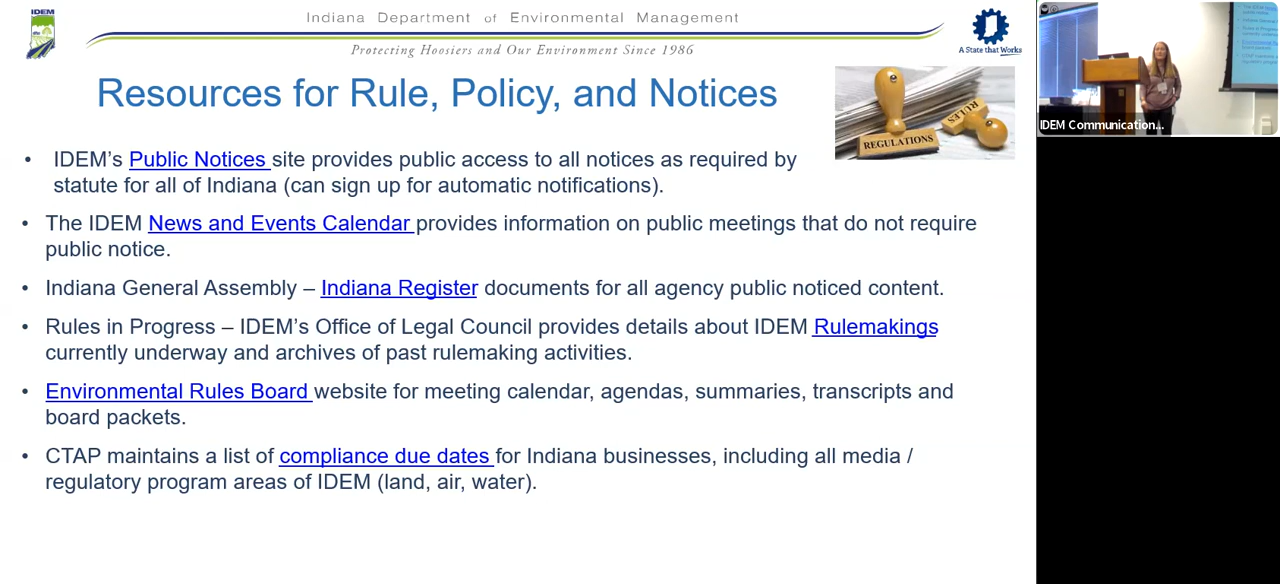 IDEM
Indiana Department of Environmental Management
Protecting Hoosiers and Our Environment Since 1986
A State that Works
Resources for Rule, Policy, and Notices
REGULATIONS
RULES
• IDEM's Public Notices site provides public access to all notices as required by
statute for all of Indiana (can sign up for automatic notifications).
• The IDEM News and Events Calendar provides information on public meetings that do not require
public notice.
• Indiana General Assembly – Indiana Register documents for all agency public noticed content.
• Rules in Progress – IDEM's Office of Legal Council provides details about IDEM Rulemakings
currently underway and archives of past rulemaking activities.
• Environmental Rules Board website for meeting calendar, agendas, summaries, transcripts and
board packets.
• CTAP maintains a list of compliance due dates for Indiana businesses, including all media /
regulatory program areas of IDEM (land, air, water).
IDEM Communication...